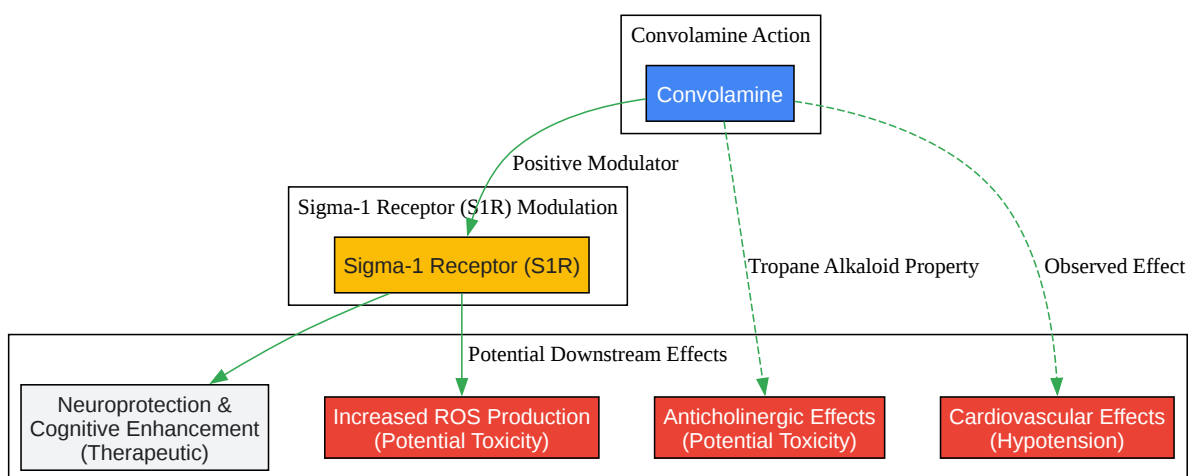 Convolamine Action
Convolamine
Positive Modulator
Sigma-1 Receptor (S1R) Modulation
Sigma-1 Receptor (S1R)
Tropane Alkaloid Property
Observed Effect
Potential Downstream Effects
Neuroprotection &
Cognitive Enhancement
(Therapeutic)
Increased ROS Production
(Potential Toxicity)
Anticholinergic Effects
(Potential Toxicity)
Cardiovascular Effects
(Hypotension)